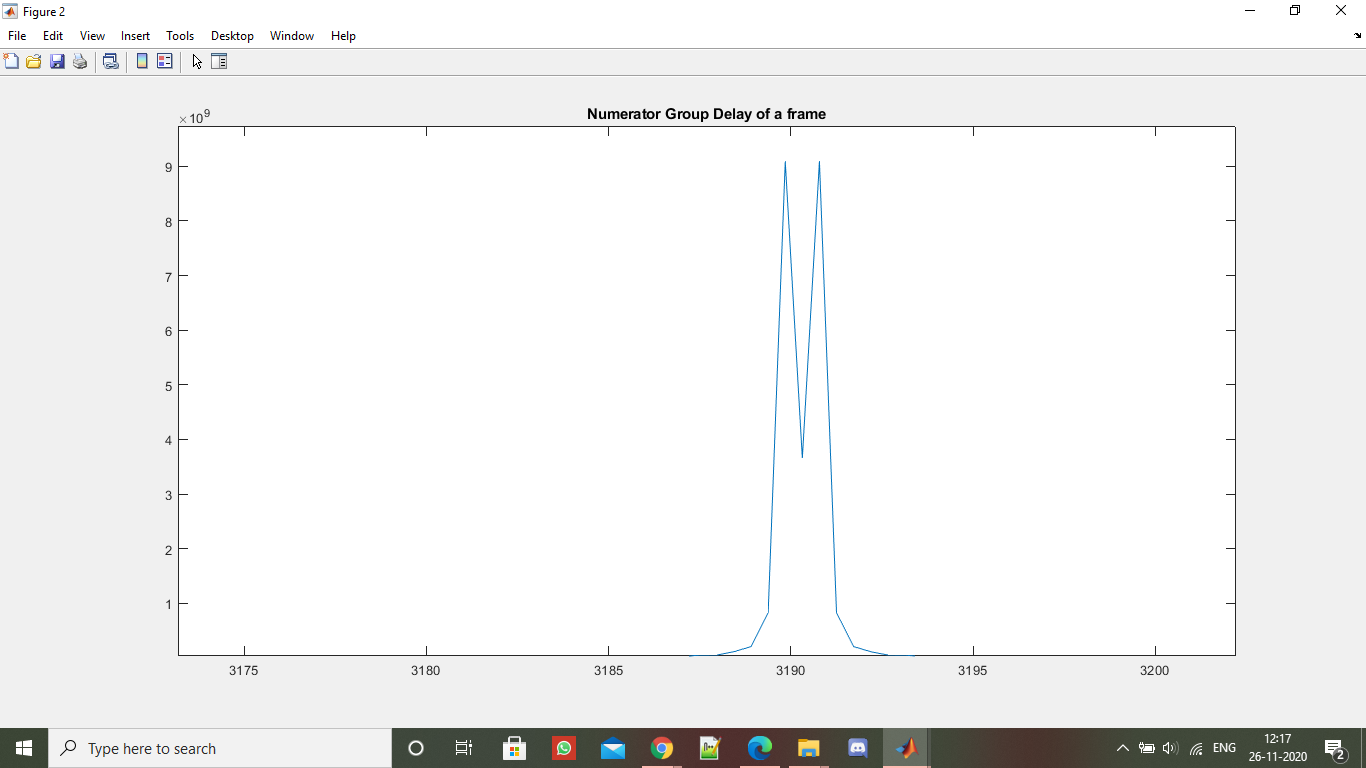 Figure 2
File Edit View Insert Tools Desktop Window Help
Numerator Group Delay of a frame
×10⁹
9
8
7
6
5
4
3
2
1
3175 3180 3185 3190 3195 3200
Type here to search
ENG
12:17
26-11-2020
2